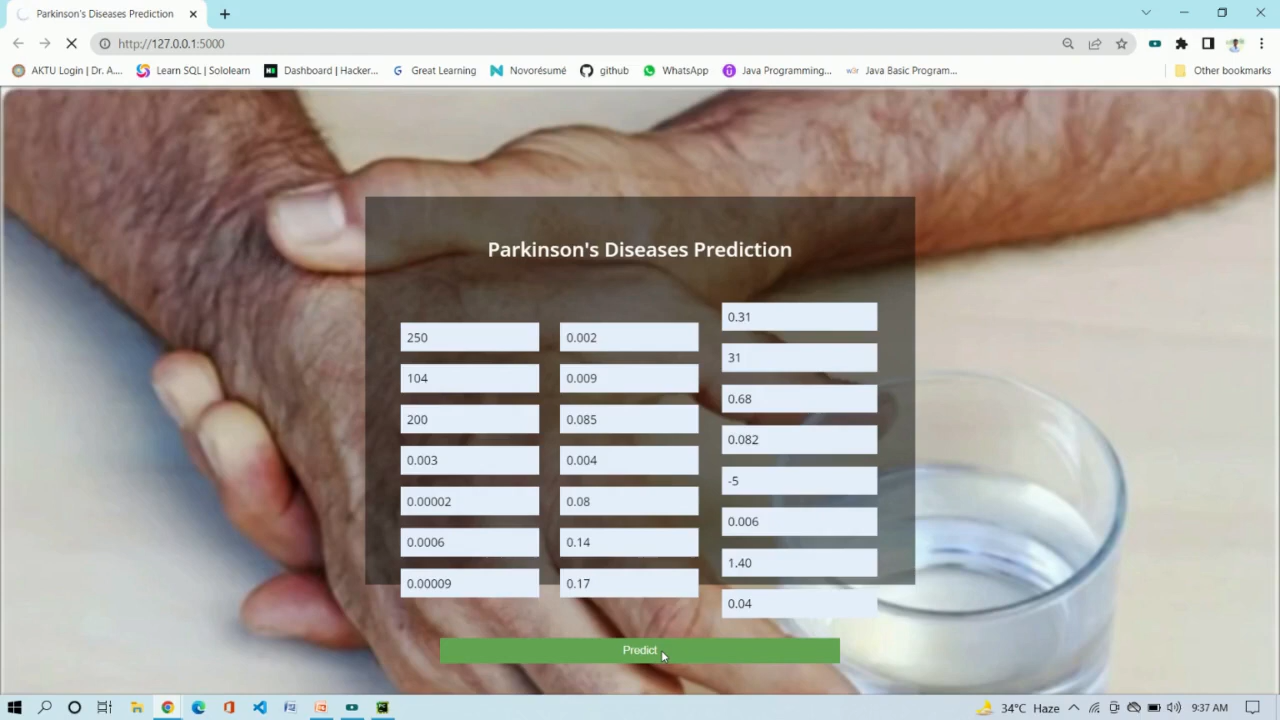 Parkinson's Diseases Prediction
http://127.0.0.1:5000
AKTU Login | Dr. A....
Learn SQL | Sololearn
Dashboard | Hacker...
Great Learning
Novorésumé
github
WhatsApp
Java Programming...
Java Basic Program...
Other bookmarks
Parkinson's Diseases Prediction
250
104
200
0.003
0.00002
0.0006
0.00009
0.002
0.009
0.085
0.004
0.08
0.14
0.17
0.31
31
0.68
0.082
-5
0.006
1.40
0.04
Predict
34°C Haze
9:37 AM